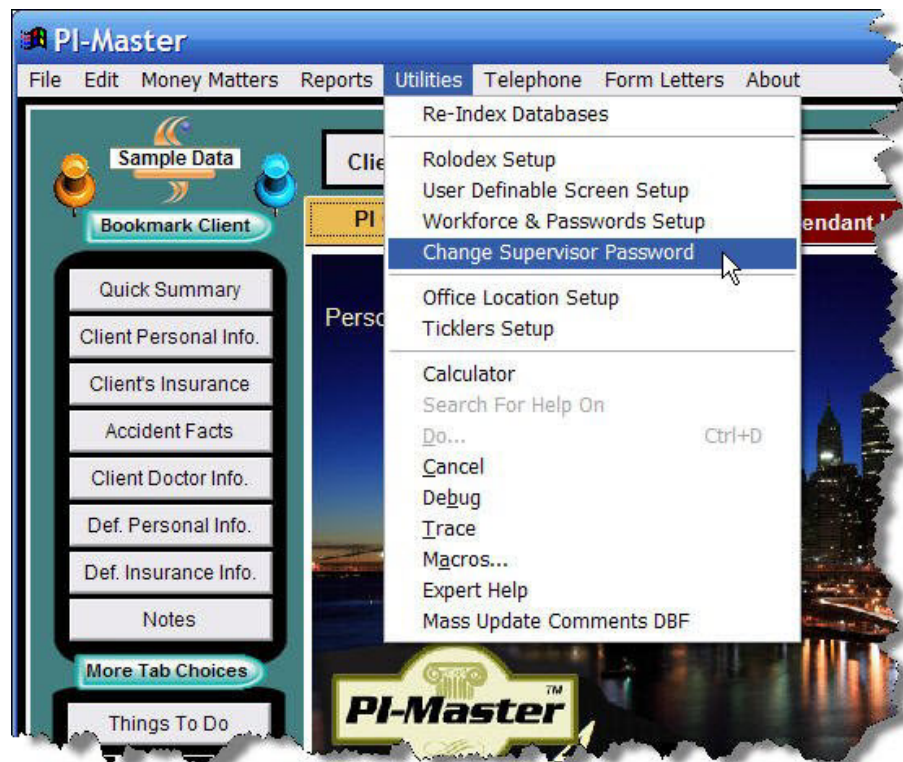 PI-Master
File Edit Money Matters Reports Utilities Telephone Form Letters About
Re-Index Databases
Rolodex Setup
User Definable Screen Setup
Workforce & Passwords Setup
Change Supervisor Password
Office Location Setup
Ticklers Setup
Calculator
Search For Help On
Do... Ctrl+D
Cancel
Debug
Trace
Macros...
Expert Help
Mass Update Comments DBF
Sample Data
Bookmark Client
Quick Summary
Client Personal Info.
Client's Insurance
Accident Facts
Client Doctor Info.
Def. Personal Info.
Def. Insurance Info.
Notes
More Tab Choices
Things To Do
PI
PI-Master™